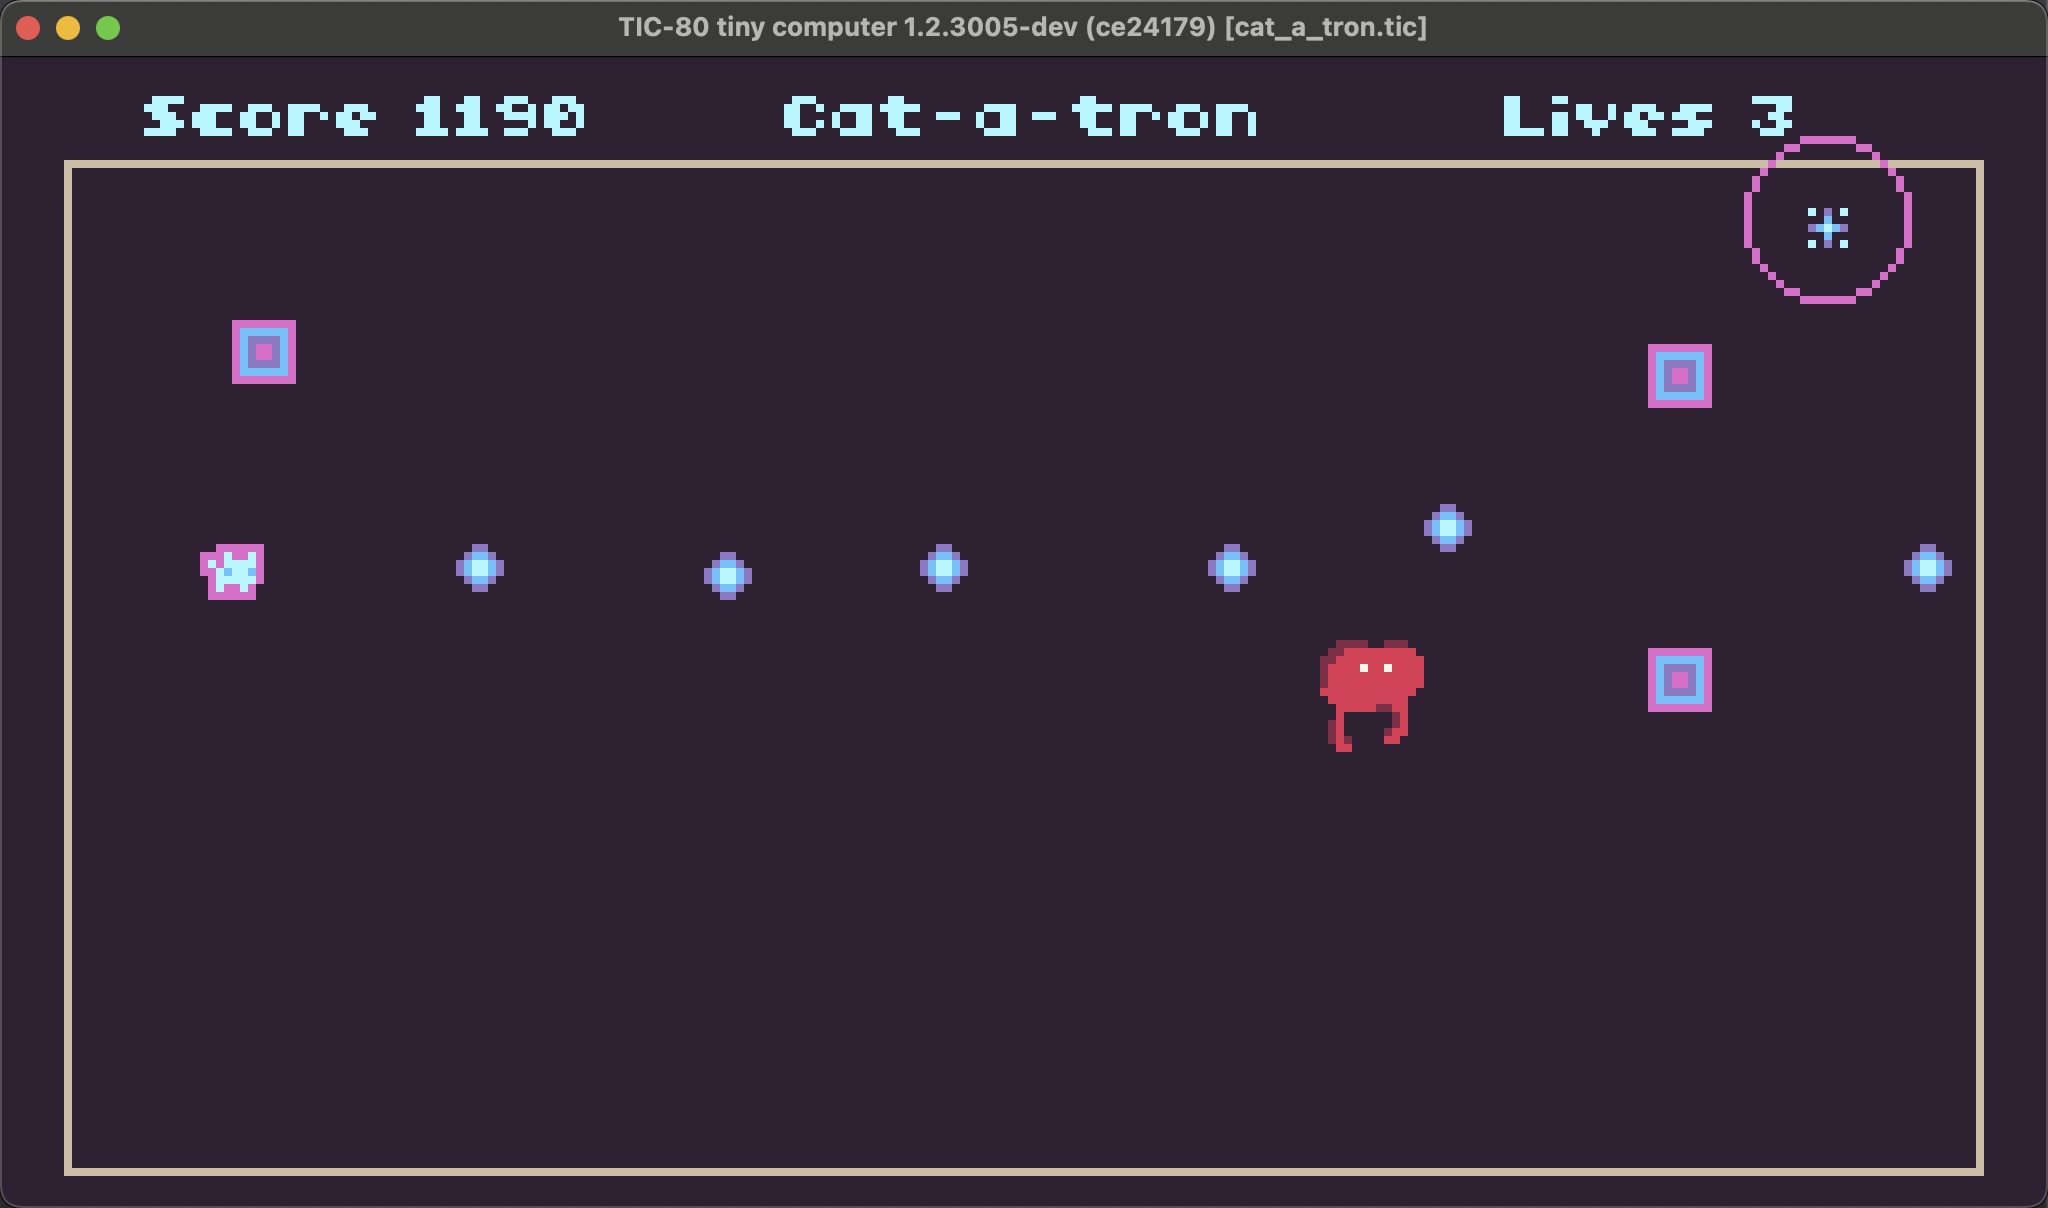 TIC-80 tiny computer 1.2.3005-dev (ce24179) [cat_a_tron.tic]
Score 1190 Cat-a-tron Lives 3